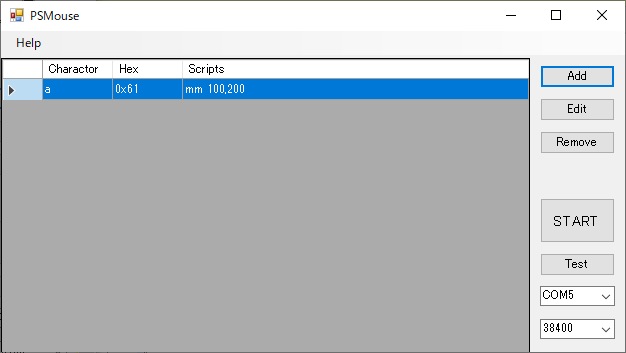 PSMouse
Help
Charactor Hex Scripts
a 0x61 mm 100,200
Add
Edit
Remove
START
Test
COM5
38400